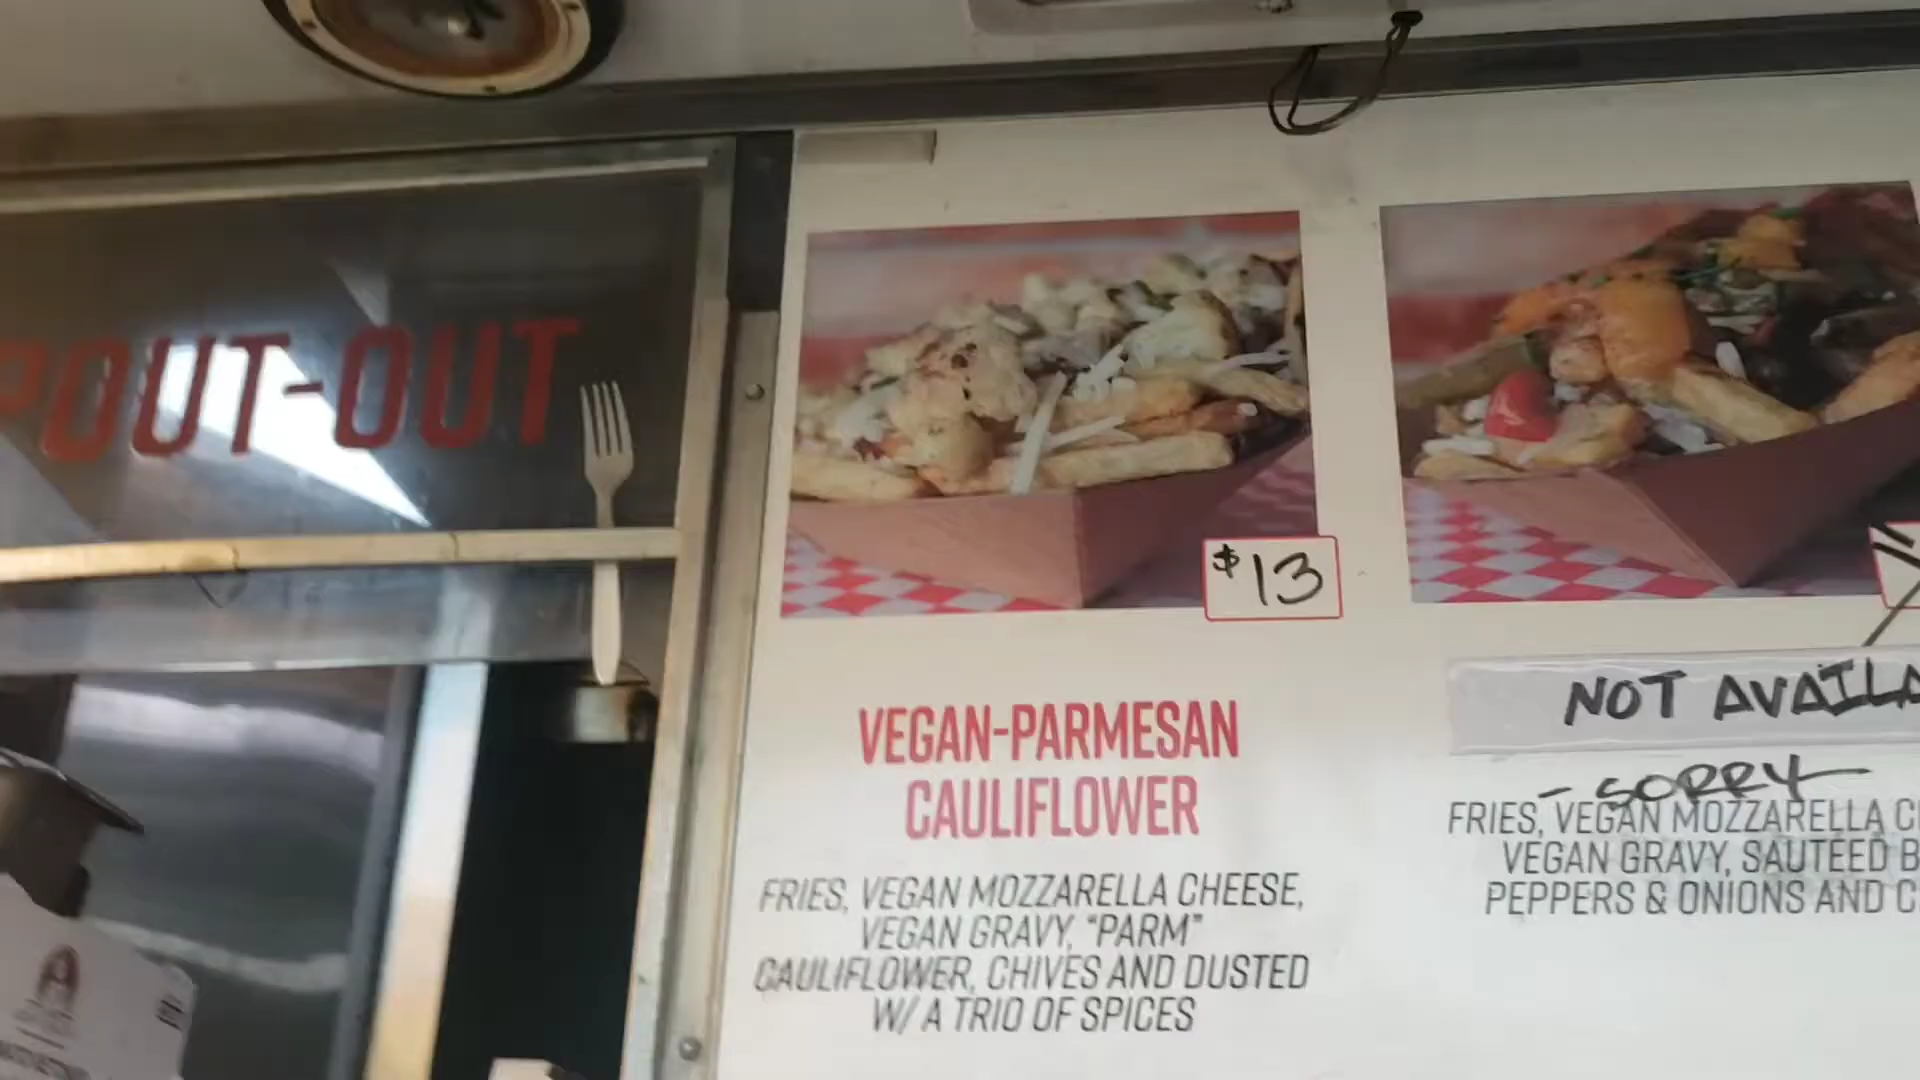 POUT-OUT
$13
VEGAN-PARMESAN
CAULIFLOWER
FRIES, VEGAN MOZZARELLA CHEESE,
VEGAN GRAVY, "PARM"
CAULIFLOWER, CHIVES AND DUSTED
W/ A TRIO OF SPICES
NOT AVAILA
- SORRY
FRIES, VEGAN MOZZARELLA C
VEGAN GRAVY, SAUTÉED B
PEPPERS & ONIONS AND C